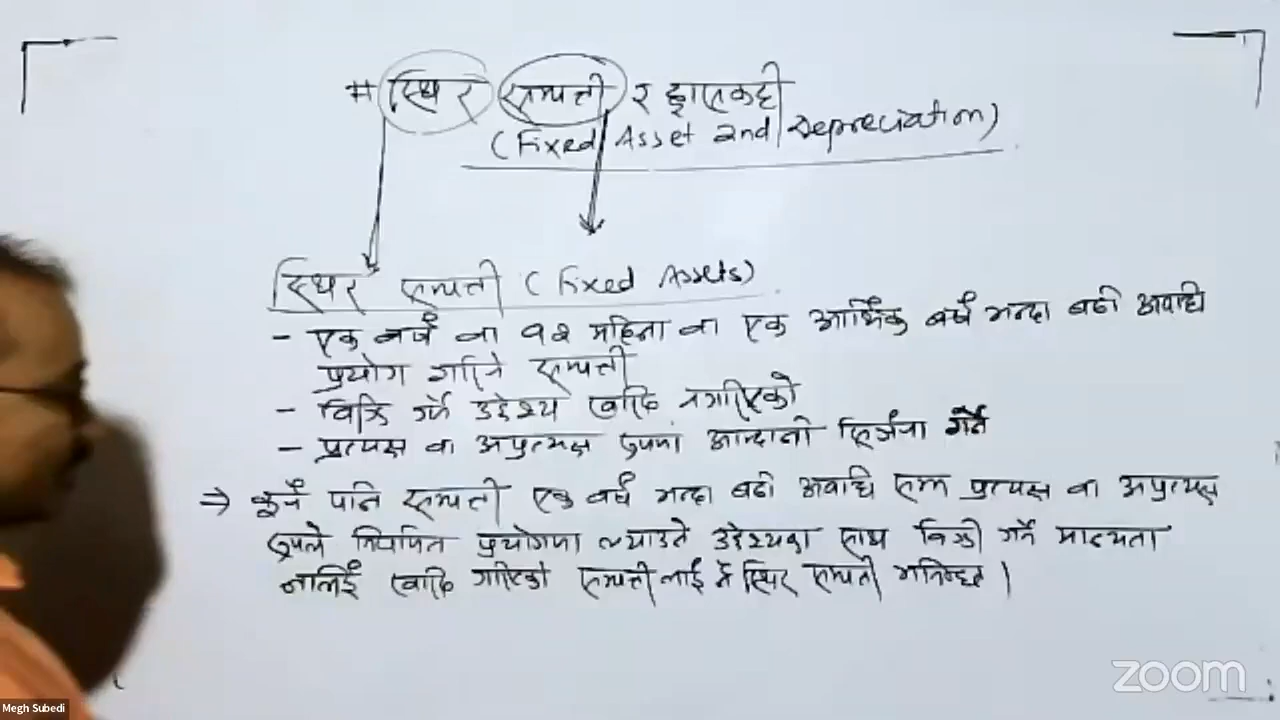 # स्थिर सम्पत्ती र ह्रासकट्टी
(Fixed Asset and Depreciation)
स्थिर सम्पत्ती (Fixed Assets)
- एक वर्ष वा १२ महिना वा एक आर्थिक वर्ष भन्दा बढी अवधि
प्रयोग गरिने सम्पत्ती
- बिक्रि गर्ने उद्देश्य खरिद नगरिएको
- प्रत्यक्ष वा अप्रत्यक्ष रुपमा आम्दानी सिर्जना गर्ने
⇒ कुनै पनि सम्पत्ती एक वर्ष भन्दा बढी अवधि सम्म प्रत्यक्ष वा अप्रत्यक्ष
रुपले नियमित प्रयोगमा ल्याउने उद्देश्यका साथ बिक्री गर्ने मान्यता
नलिई खरिद गरिएको सम्पत्ती लाई नै स्थिर सम्पती भनिन्छ ।
zoom
Megh Subedi